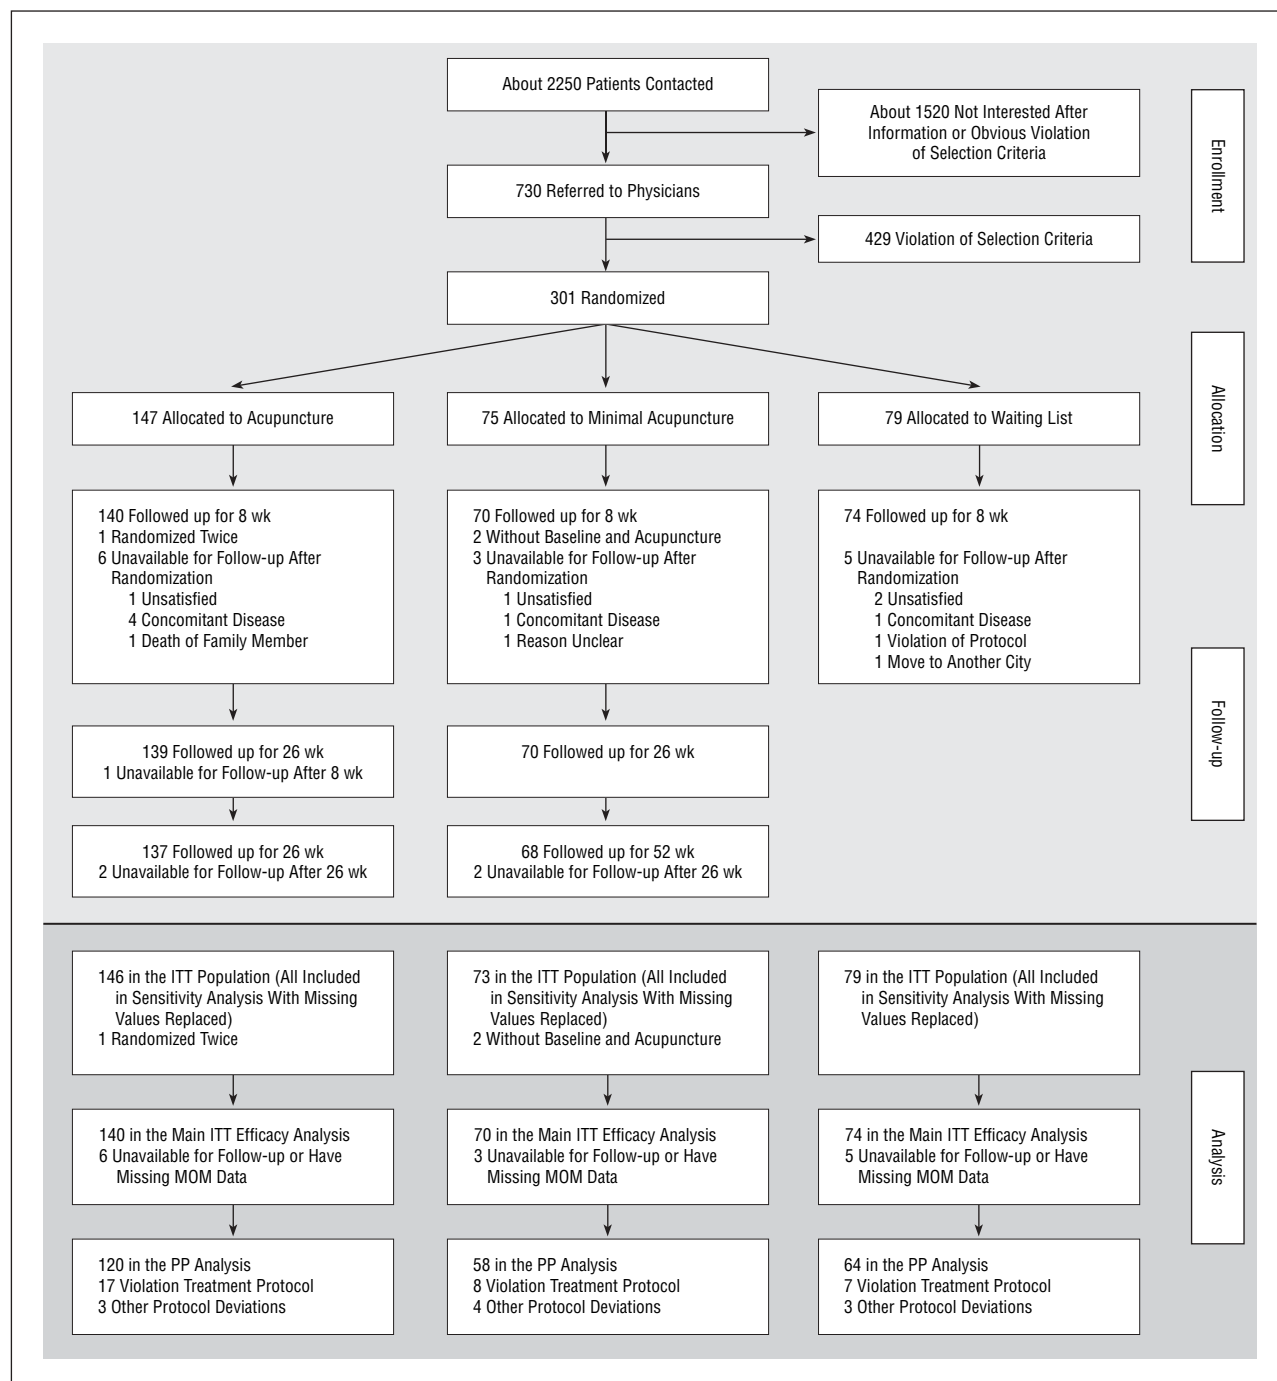 About 2250 Patients Contacted
About 1520 Not Interested After
Information or Obvious Violation
of Selection Criteria
Enrollment
730 Referred to Physicians
429 Violation of Selection Criteria
301 Randomized
Allocation
147 Allocated to Acupuncture
75 Allocated to Minimal Acupuncture
79 Allocated to Waiting List
140 Followed up for 8 wk
1 Randomized Twice
6 Unavailable for Follow-up After
Randomization
1 Unsatisfied
4 Concomitant Disease
1 Death of Family Member
70 Followed up for 8 wk
2 Without Baseline and Acupuncture
3 Unavailable for Follow-up After
Randomization
1 Unsatisfied
1 Concomitant Disease
1 Reason Unclear
74 Followed up for 8 wk
5 Unavailable for Follow-up After
Randomization
2 Unsatisfied
1 Concomitant Disease
1 Violation of Protocol
1 Move to Another City
Follow-up
139 Followed up for 26 wk
1 Unavailable for Follow-up After 8 wk
70 Followed up for 26 wk
137 Followed up for 26 wk
2 Unavailable for Follow-up After 26 wk
68 Followed up for 52 wk
2 Unavailable for Follow-up After 26 wk
146 in the ITT Population (All Included
in Sensitivity Analysis With Missing
Values Replaced)
1 Randomized Twice
73 in the ITT Population (All Included
in Sensitivity Analysis With Missing
Values Replaced)
2 Without Baseline and Acupuncture
79 in the ITT Population (All Included
in Sensitivity Analysis With Missing
Values Replaced)
Analysis
140 in the Main ITT Efficacy Analysis
6 Unavailable for Follow-up or Have
Missing MOM Data
70 in the Main ITT Efficacy Analysis
3 Unavailable for Follow-up or Have
Missing MOM Data
74 in the Main ITT Efficacy Analysis
5 Unavailable for Follow-up or Have
Missing MOM Data
120 in the PP Analysis
17 Violation Treatment Protocol
3 Other Protocol Deviations
58 in the PP Analysis
8 Violation Treatment Protocol
4 Other Protocol Deviations
64 in the PP Analysis
7 Violation Treatment Protocol
3 Other Protocol Deviations